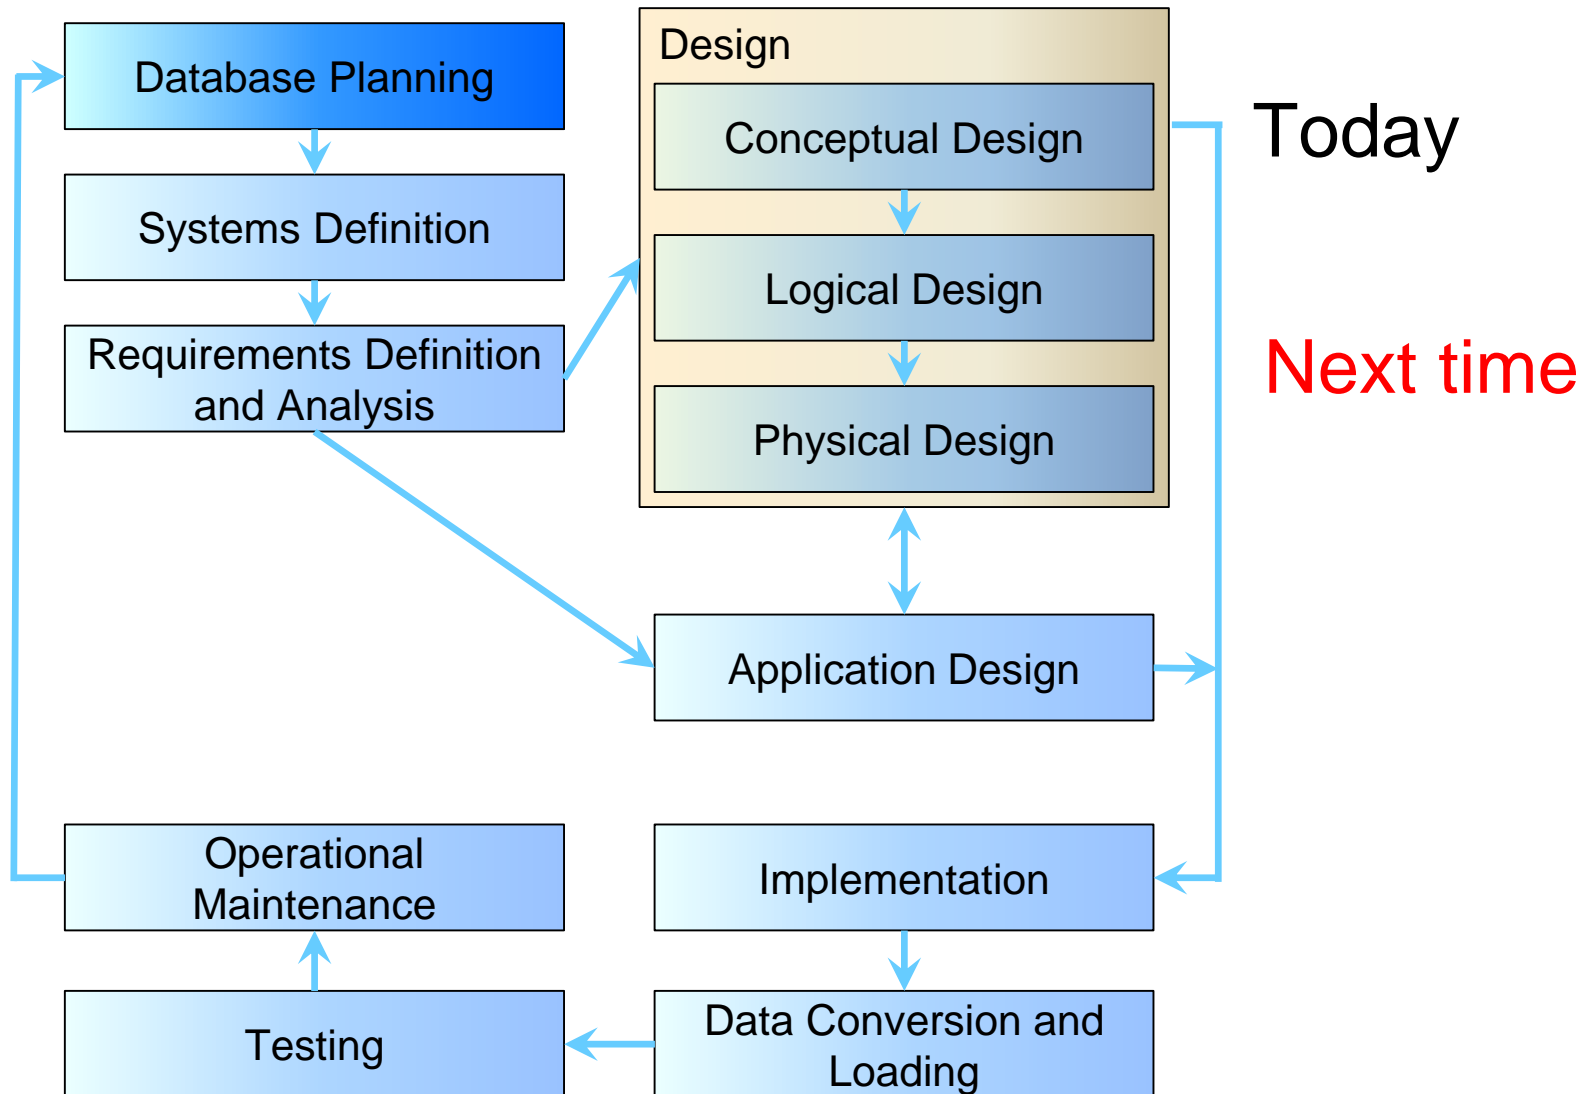 Database Planning
Systems Definition
Requirements Definition
and Analysis
Design
Conceptual Design
Logical Design
Physical Design
Today
Next time
Application Design
Operational
Maintenance
Implementation
Testing
Data Conversion and
Loading